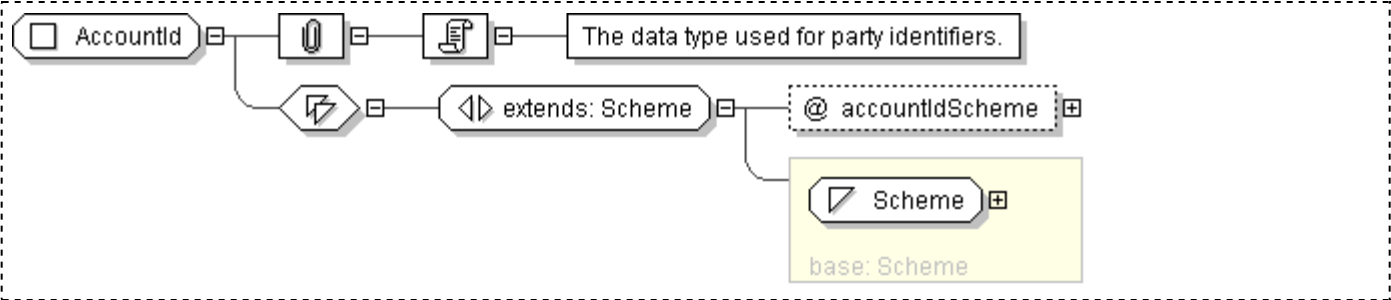 AccountId
The data type used for party identifiers.
extends: Scheme
@ accountIdScheme
Scheme
base: Scheme